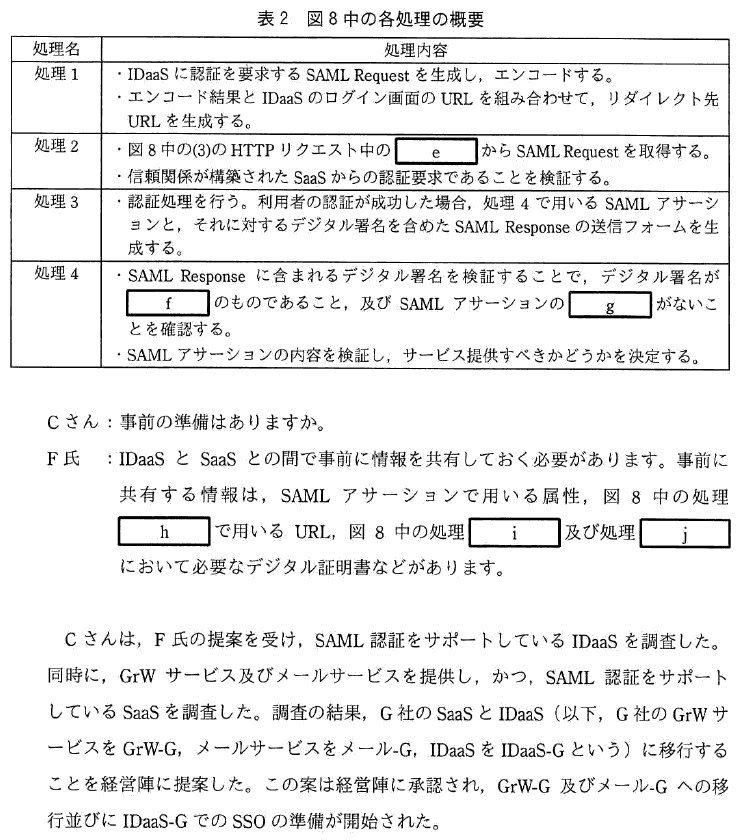 表2 図8中の各処理の概要
処理名
処理内容
処理1
・IDaaSに認証を要求するSAML Requestを生成し，エンコードする。
・エンコード結果とIDaaSのログイン画面のURLを組み合わせて，リダイレクト先
URLを生成する。
処理2
・図8中の(3)のHTTPリクエスト中の e からSAML Requestを取得する。
・信頼関係が構築されたSaaSからの認証要求であることを検証する。
処理3
・認証処理を行う。利用者の認証が成功した場合，処理4で用いるSAMLアサーシ
ョンと，それに対するデジタル署名を含めたSAML Responseの送信フォームを生
成する。
処理4
・SAML Responseに含まれるデジタル署名を検証することで，デジタル署名が
f のものであること，及びSAMLアサーションの g がないこ
とを確認する。
・SAMLアサーションの内容を検証し，サービス提供すべきかどうかを決定する。
Cさん：事前の準備はありますか。
F氏 ：IDaaSとSaaSとの間で事前に情報を共有しておく必要があります。事前に
共有する情報は，SAMLアサーションで用いる属性，図8中の処理
h で用いるURL，図8中の処理 i 及び処理 j
において必要なデジタル証明書などがあります。
Cさんは，F氏の提案を受け，SAML認証をサポートしているIDaaSを調査した。
同時に，GrWサービス及びメールサービスを提供し，かつ，SAML認証をサポート
しているSaaSを調査した。調査の結果，G社のSaaSとIDaaS（以下，G社のGrWサ
ービスをGrW-G，メールサービスをメール-G，IDaaSをIDaaS-Gという）に移行する
ことを経営陣に提案した。この案は経営陣に承認され，GrW-G及びメール-Gへの移
行並びにIDaaS-GでのSSOの準備が開始された。